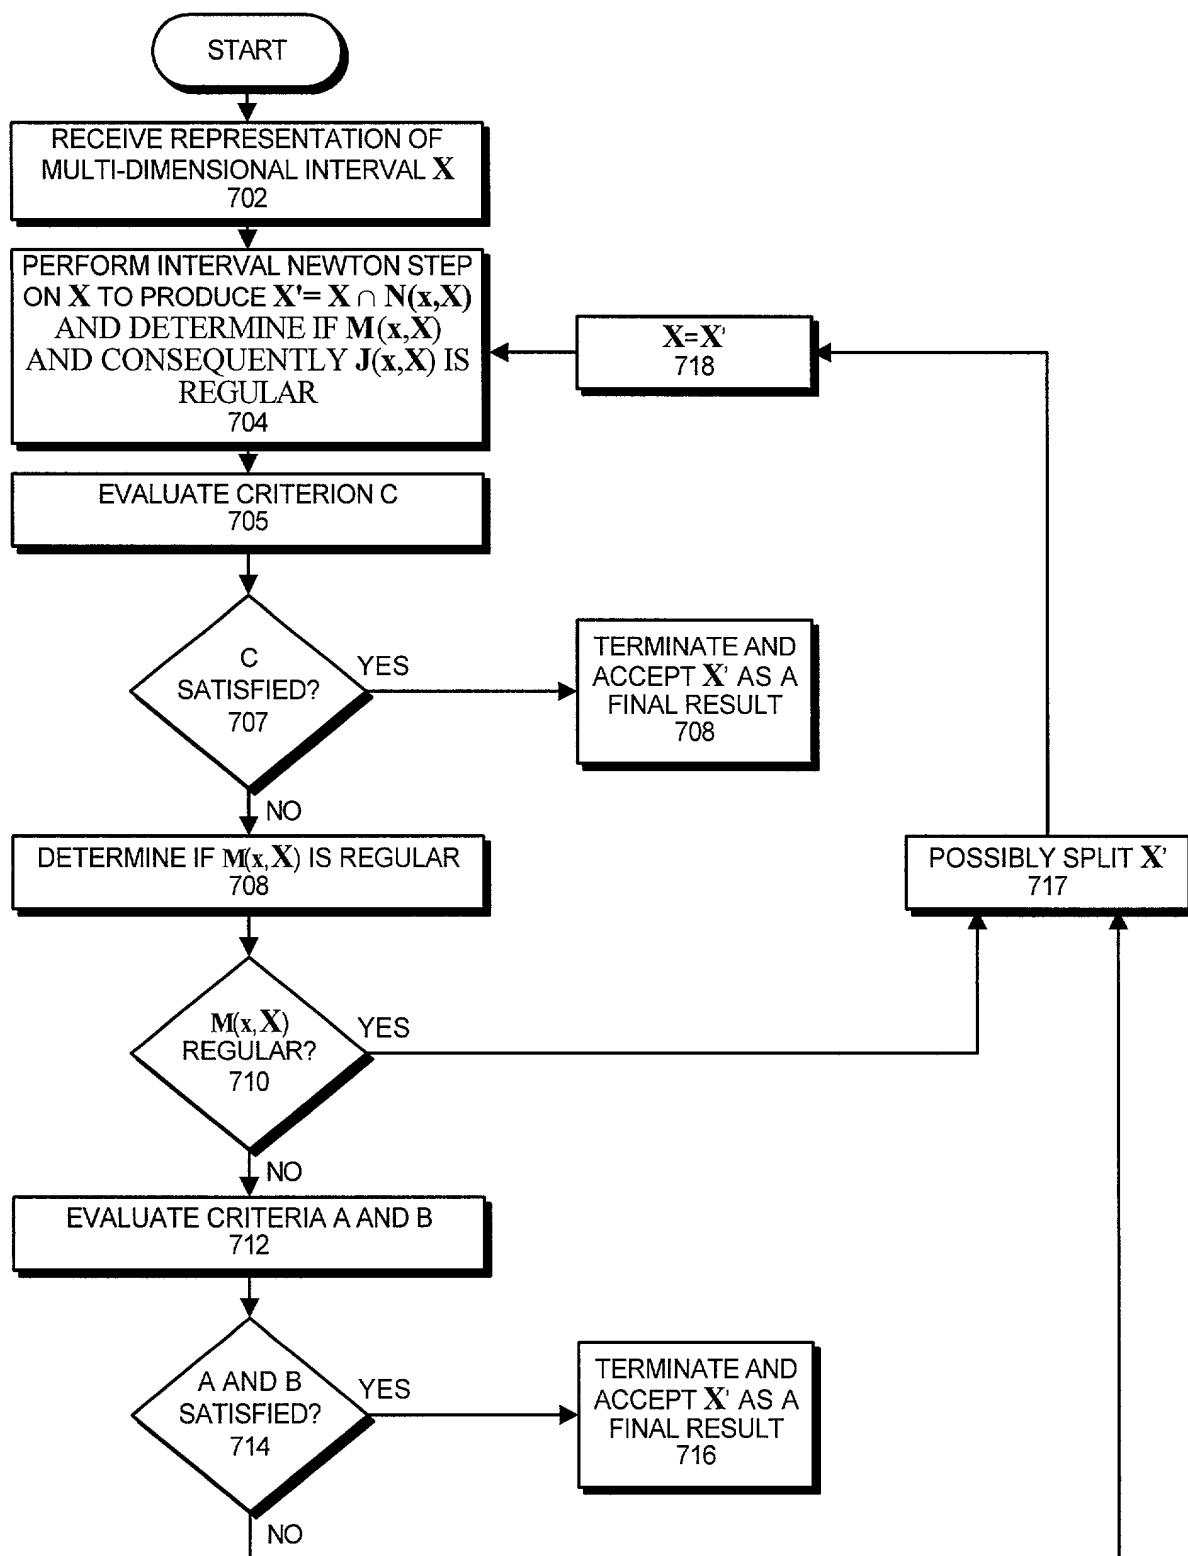 START
RECEIVE REPRESENTATION OF
MULTI-DIMENSIONAL INTERVAL X
702
PERFORM INTERVAL NEWTON STEP
ON X TO PRODUCE X'= X ∩ N(x,X)
AND DETERMINE IF M(x,X)
AND CONSEQUENTLY J(x,X) IS
REGULAR
704
X=X'
718
EVALUATE CRITERION C
705
C
SATISFIED?
707
YES
TERMINATE AND
ACCEPT X' AS A
FINAL RESULT
708
NO
DETERMINE IF M(x,X) IS REGULAR
708
POSSIBLY SPLIT X'
717
M(x,X)
REGULAR?
710
YES
NO
EVALUATE CRITERIA A AND B
712
A AND B
SATISFIED?
714
YES
TERMINATE AND
ACCEPT X' AS A
FINAL RESULT
716
NO